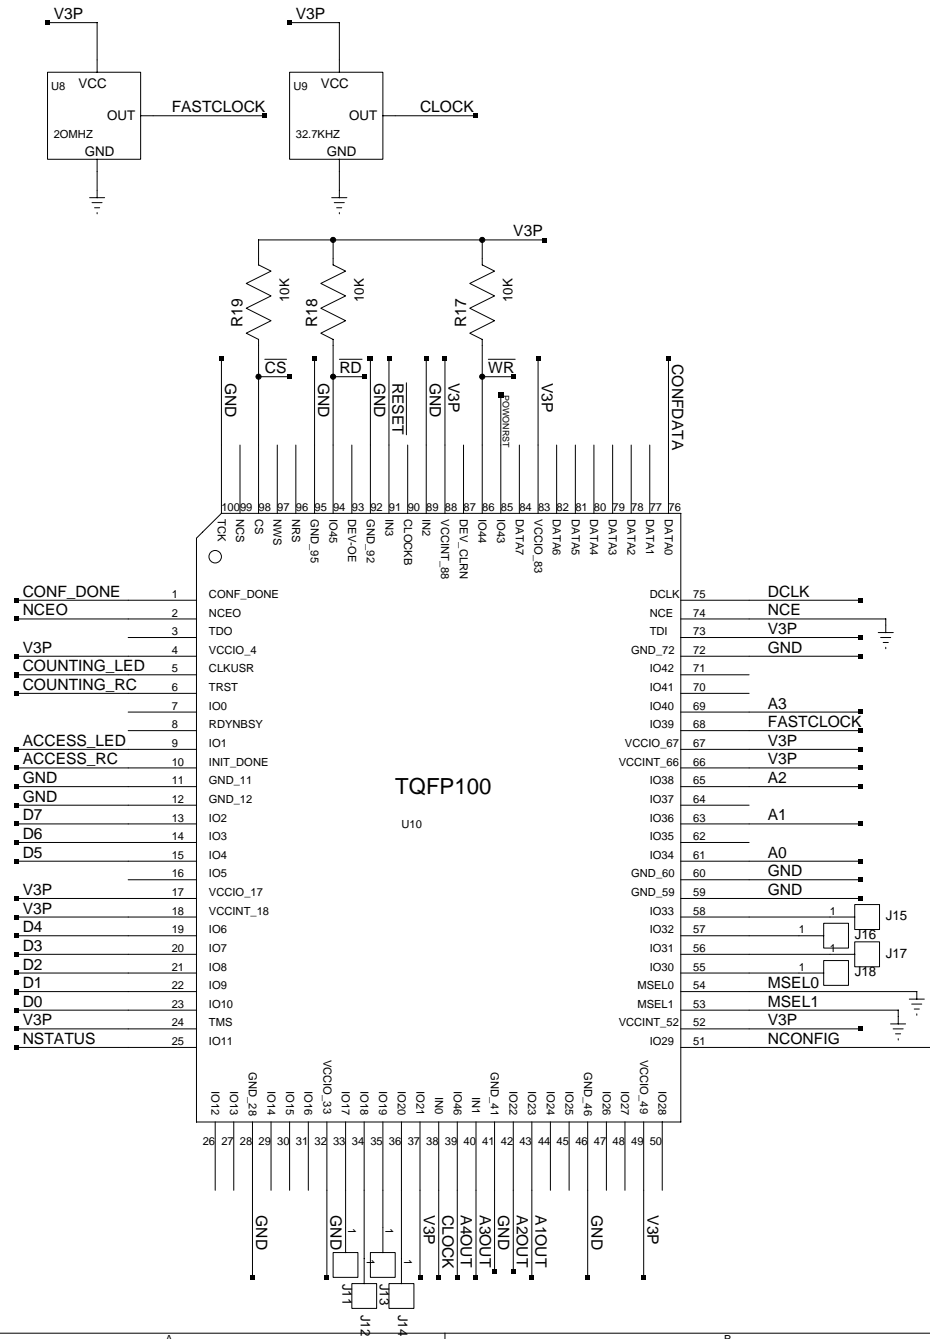 V3P
V3P
U8 VCC
U9 VCC
OUT FASTCLOCK
OUT CLOCK
20MHZ
32.7KHZ
GND
GND
V3P
R19 10K
R18 10K
R17 10K
GND
CS
GND
RD
GND
RESET
GND
V3P
WR
POWONRST
V3P
CONFDATA
100 99 98 97 96 95 94 93 92 91 90 89 88 87 86 85 84 83 82 81 80 79 78 77 76
TCK
NCS
CS
NWS
NRS
GND_95
IO45
DEV-OE
GND_92
IN3
CLOCKB
IN2
VCCINT_88
DEV_CLRN
IO44
IO43
DATA7
VCCIO_83
DATA6
DATA5
DATA4
DATA3
DATA2
DATA1
DATA0
CONF_DONE 1 CONF_DONE
NCEO 2 NCEO
3 TDO
V3P 4 VCCIO_4
COUNTING_LED 5 CLKUSR
COUNTING_RC 6 TRST
7 IO0
8 RDYNBSY
ACCESS_LED 9 IO1
ACCESS_RC 10 INIT_DONE
GND 11 GND_11
GND 12 GND_12
D7 13 IO2
D6 14 IO3
D5 15 IO4
16 IO5
V3P 17 VCCIO_17
V3P 18 VCCINT_18
D4 19 IO6
D3 20 IO7
D2 21 IO8
D1 22 IO9
D0 23 IO10
V3P 24 TMS
NSTATUS 25 IO11
TQFP100
U10
DCLK 75 DCLK
NCE 74 NCE
TDI 73 V3P
GND_72 72 GND
IO42 71
IO41 70
IO40 69 A3
IO39 68 FASTCLOCK
VCCIO_67 67 V3P
VCCINT_66 66 V3P
IO38 65 A2
IO37 64
IO36 63 A1
IO35 62
IO34 61 A0
GND_60 60 GND
GND_59 59 GND
IO33 58 1 J15
IO32 57 1 J16
IO31 56 1 J17
IO30 55 1 J18
MSEL0 54 MSEL0
MSEL1 53 MSEL1
VCCINT_52 52 V3P
IO29 51 NCONFIG
IO12
IO13
GND_28
IO14
IO15
IO16
VCCIO_33
IO17
IO18
IO19
IO20
IO21
IN0
IO46
IN1
GND_41
IO22
IO23
IO24
IO25
GND_46
IO26
IO27
VCCIO_49
IO28
26 27 28 29 30 31 32 33 34 35 36 37 38 39 40 41 42 43 44 45 46 47 48 49 50
GND
GND
1
1
1
1
V3P
CLOCK
A4OUT
A3OUT
GND
A2OUT
A1OUT
GND
V3P
J11
J12
J13
J14
A
B